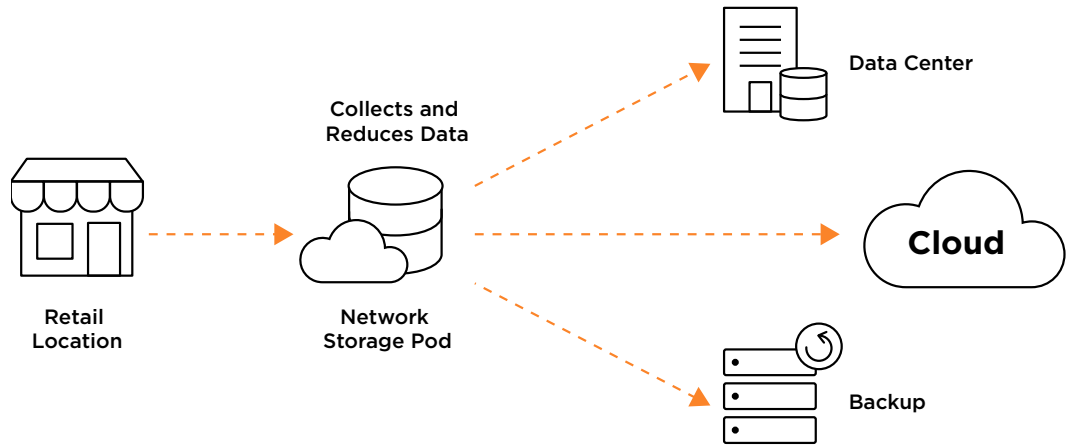 Retail
Location
Collects and
Reduces Data
Network
Storage Pod
Data Center
Cloud
Backup